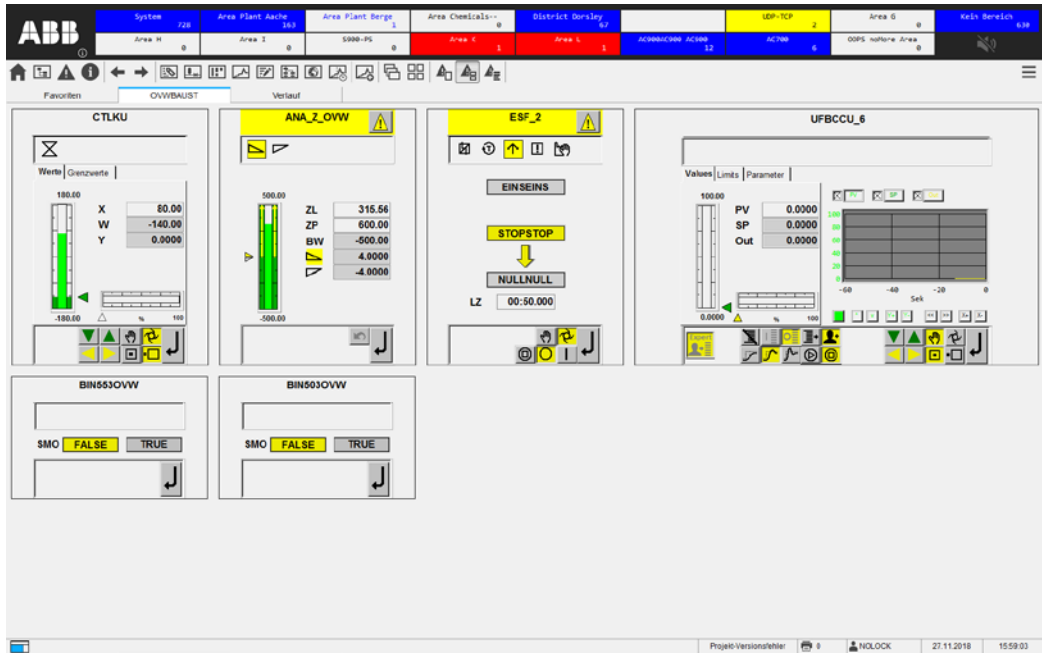 ABB
System 728
Area Plant Aache 163
Area Plant Berge 1
Area Chemicals-- 0
District Dorsley 67
UDP-TCP 2
Area G 0
Kein Bereich 630
Area H 0
Area I 0
S900-PS 0
Area K 1
Area L 1
AC900AC900 AC900 12
AC700 6
OOPS noMore Area 0
Favoriten OVWBAUST Verlauf
CTLKU
Werte Grenzwerte
180.00
X 80.00
W -140.00
Y 0.0000
-180.00 % 100
ANA_Z_OVW
500.00
ZL 315.56
ZP 600.00
BW -500.00
4.0000
-4.0000
-500.00
ESF_2
EINSEINS
STOPSTOP
NULLNULL
LZ 00:50.000
UFBCCU_6
Values Limits Parameter
100.00
PV 0.0000
SP 0.0000
Out 0.0000
0.0000 % 100
PV SP Out
100
80
60
40
20
0
-60 -40 -20 0
Sek
Expert
BIN553OVW
SMO FALSE TRUE
BIN503OVW
SMO FALSE TRUE
Projekt-Versionsfehler 0 NOLOCK 27.11.2018 15:59:03